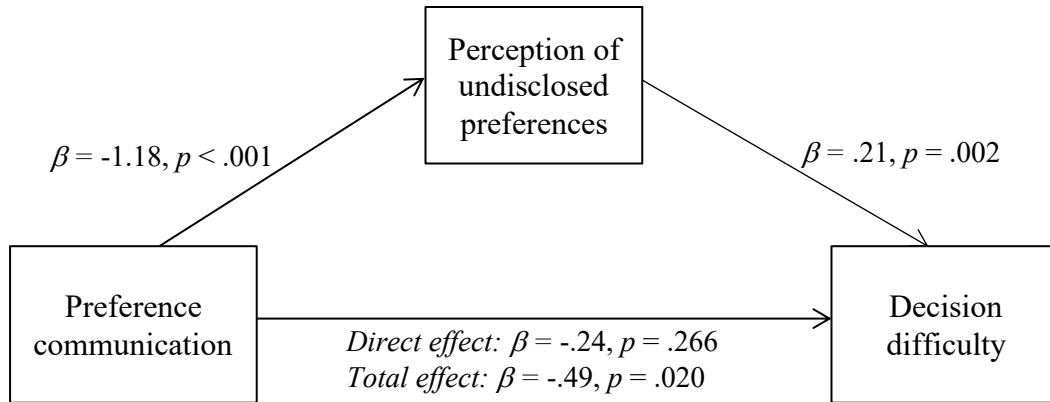 Perception of
undisclosed
preferences
β = -1.18, p < .001
β = .21, p = .002
Preference
communication
Direct effect: β = -.24, p = .266
Total effect: β = -.49, p = .020
Decision
difficulty